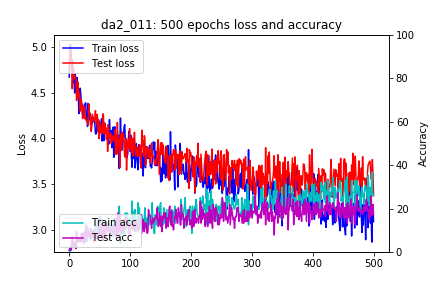 da2_011: 500 epochs loss and accuracy
Train loss
Test loss
Train acc
Test acc
Loss
5.0
4.5
4.0
3.5
3.0
0
100
200
300
400
500
100
80
60
40
20
0
Accuracy